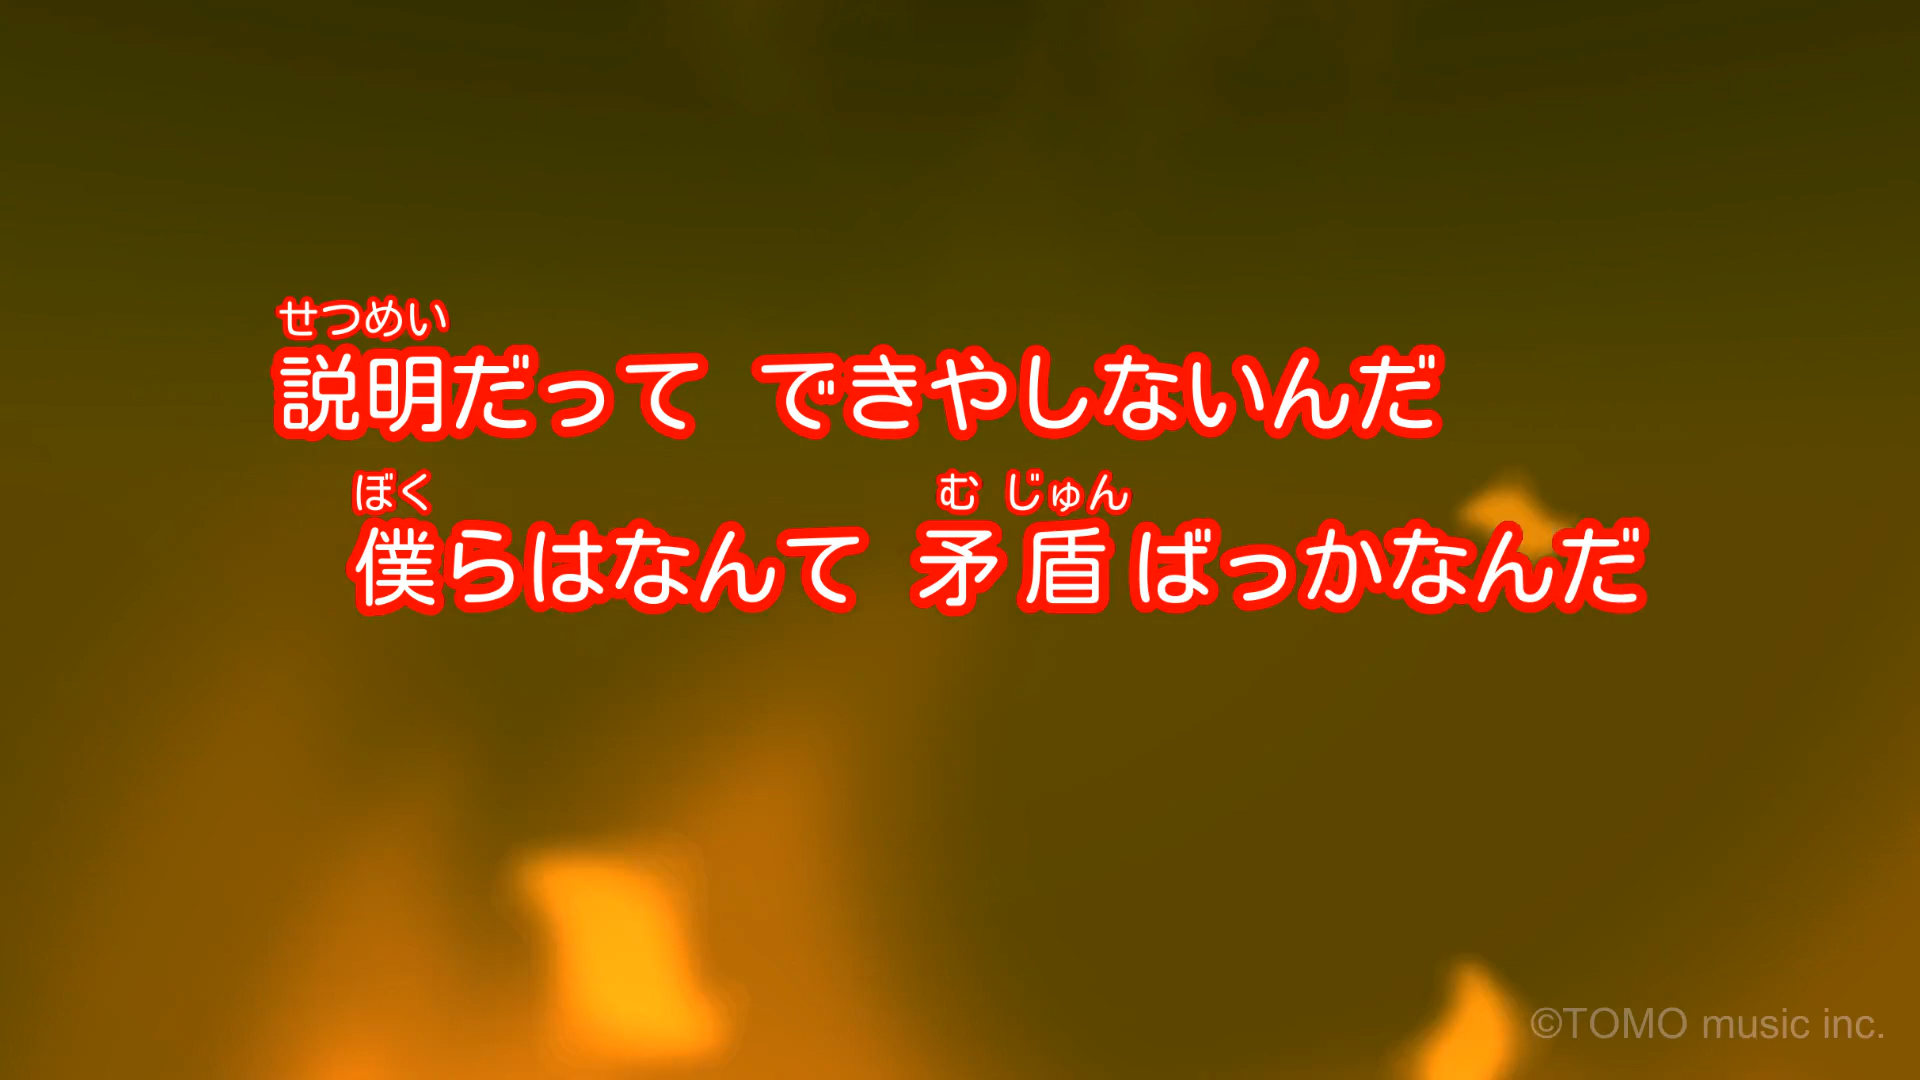 せつめい
説明だって できやしないんだ
ぼく む じゅん
僕らはなんて 矛盾ばっかなんだ
©TOMO music inc.